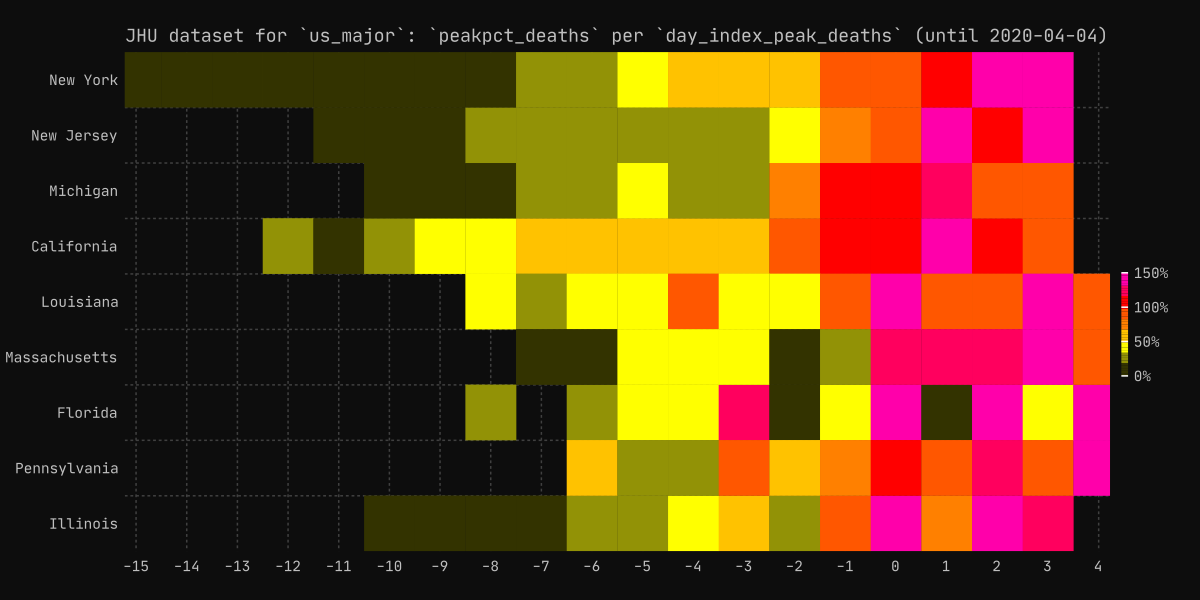 JHU dataset for `us_major`: `peakpct_deaths` per `day_index_peak_deaths` (until 2020-04-04)
New York
New Jersey
Michigan
California
Louisiana
Massachusetts
Florida
Pennsylvania
Illinois
150%
100%
50%
0%
-15 -14 -13 -12 -11 -10 -9 -8 -7 -6 -5 -4 -3 -2 -1 0 1 2 3 4